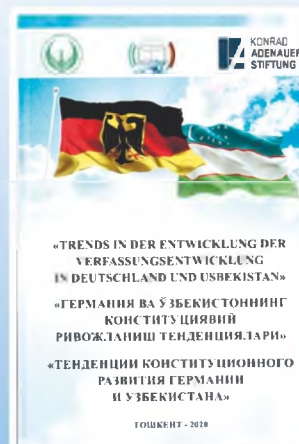 KONRAD
ADENAUER
STIFTUNG
«TRENDS IN DER ENTWICKLUNG DER
VERFASSUNGSENTWICKLUNG
IN DEUTSCHLAND UND USBEKISTAN»
«ГЕРМАНИЯ ВА ЎЗБЕКИСТОННИНГ
КОНСТИТУЦИЯВИЙ
РИВОЖЛАНИШ ТЕНДЕНЦИЯЛАРИ»
«ТЕНДЕНЦИИ КОНСТИТУЦИОННОГО
РАЗВИТИЯ ГЕРМАНИИ
И УЗБЕКИСТАНА»
ТОШКЕНТ - 2020